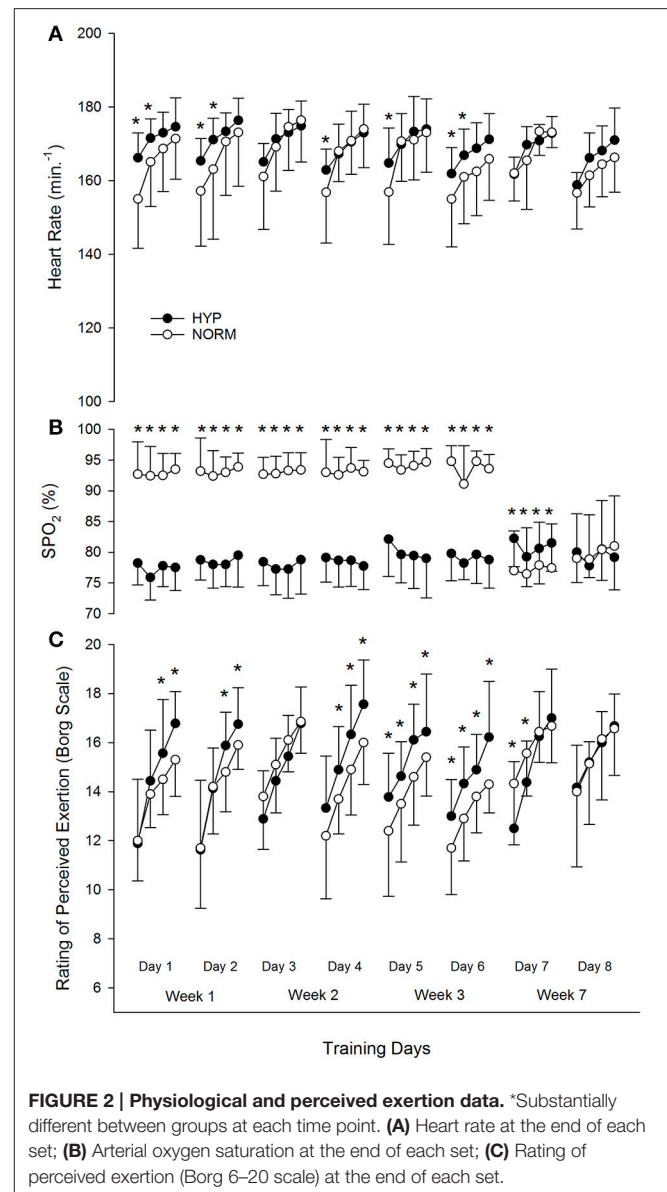 A
200
180
160
140
120
100
Heart Rate (min.-1)
* * * * * * * *
HYP
NORM
B
100
95
90
85
80
75
70
SPO2 (%)
* * * * * * * * * * * * * * * * * * * * * * * *
* * * *
C
20
18
16
14
12
10
8
6
Rating of Perceived Exertion (Borg Scale)
* * * * * * * * * * * * * * * *
Day 1 Day 2 Day 3 Day 4 Day 5 Day 6 Day 7 Day 8
Week 1 Week 2 Week 3 Week 7
Training Days
FIGURE 2 | Physiological and perceived exertion data. *Substantially
different between groups at each time point. (A) Heart rate at the end of each
set; (B) Arterial oxygen saturation at the end of each set; (C) Rating of
perceived exertion (Borg 6–20 scale) at the end of each set.